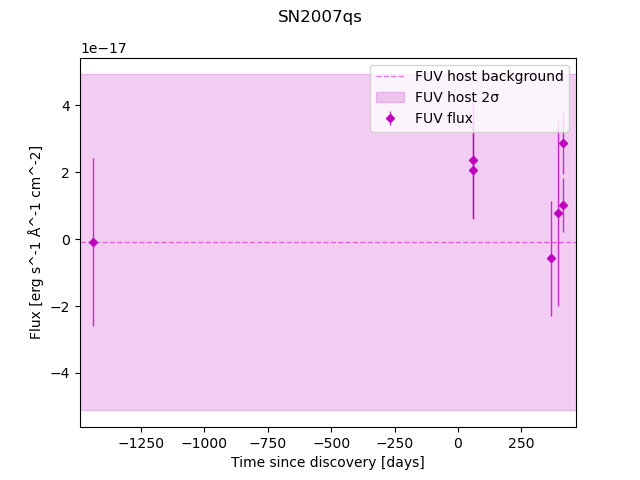 SN2007qs
1e−17
FUV host background
FUV host 2σ
FUV flux
4
2
0
−2
−4
Flux [erg s^-1 Å^-1 cm^-2]
−1250 −1000 −750 −500 −250 0 250
Time since discovery [days]